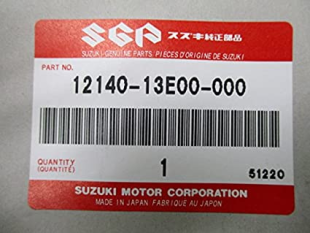 SGP スズキ純正部品
SUZUKI GENUINE PARTS / PIECES D'ORIGINE DE SUZUKI
PART NO.
12140-13E00-000
QUANTITY
(QUANTITÉ)
1
51220
SUZUKI MOTOR CORPORATION
MADE IN JAPAN FABRIQUE AU JAPON